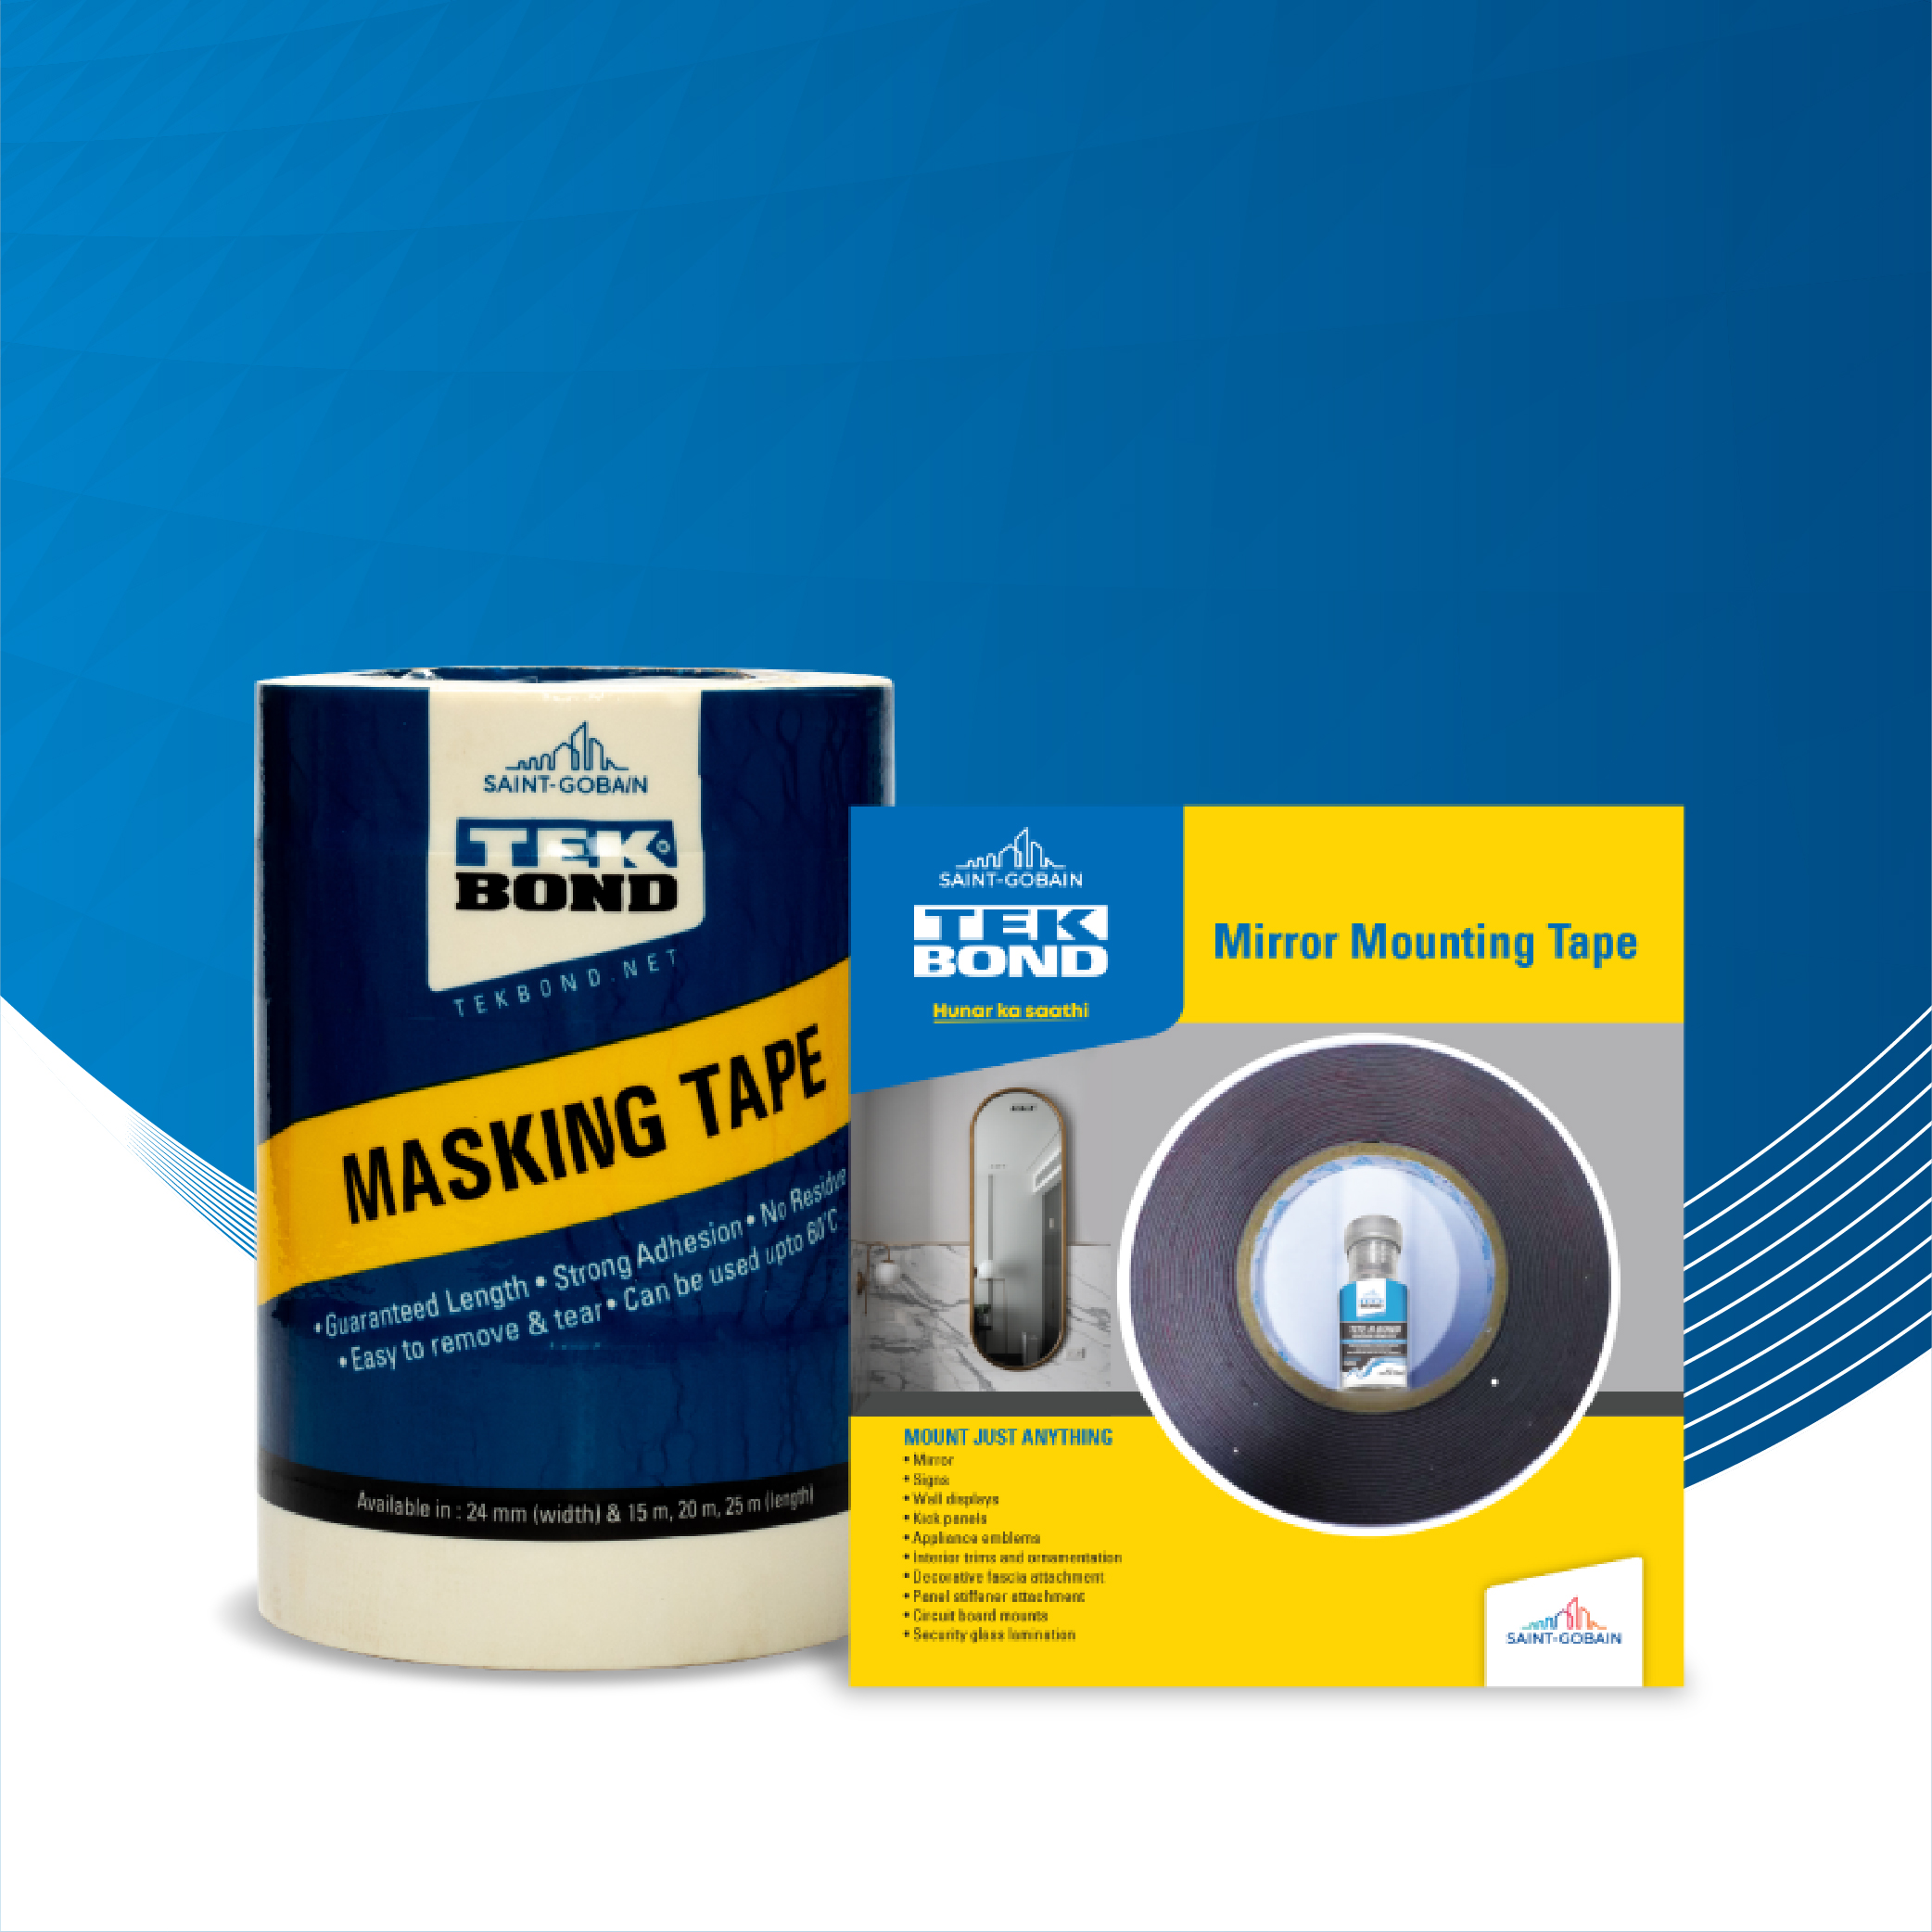 SAINT-GOBAIN
TEK
BOND
TEKBOND.NET
MASKING TAPE
• Guaranteed Length • Strong Adhesion • No Residue
• Easy to remove & tear • Can be used upto 60°C
Available in : 24 mm (width) & 15 m, 20 m, 25 m (length)
SAINT-GOBAIN
TEK
BOND
Hunar ka saathi
Mirror Mounting Tape
TEK
BOND
MOUNT JUST ANYTHING
• Mirror
• Signs
• Wall displays
• Kick panels
• Appliance emblems
• Interior trims and ornamentation
• Decorative fascia attachment
• Panel stiffener attachment
• Circuit board mounts
• Security glass lamination
SAINT-GOBAIN